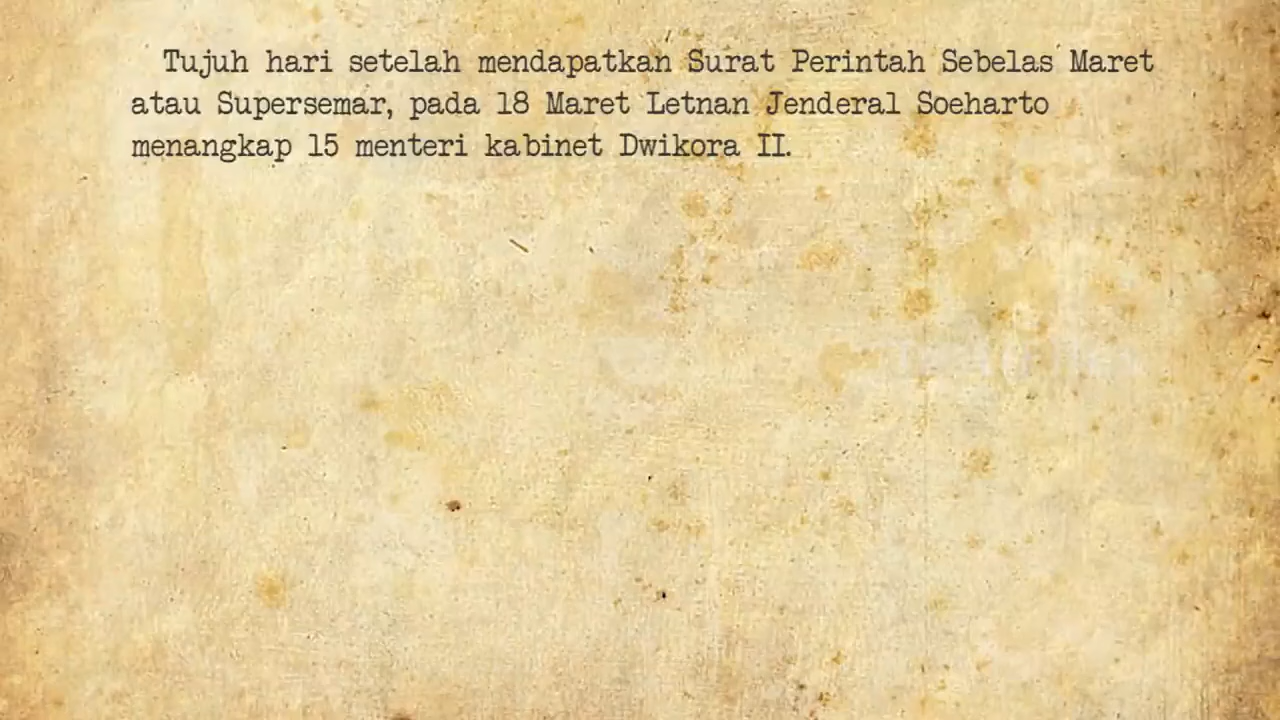 Tujuh hari setelah mendapatkan Surat Perintah Sebelas Maret
atau Supersemar, pada 18 Maret Letnan Jenderal Soeharto
menangkap 15 menteri kabinet Dwikora II.